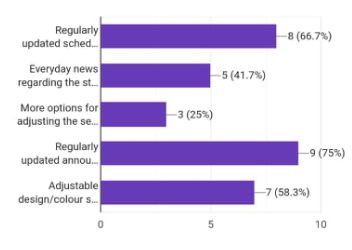 Regularly
updated sched...
8 (66.7%)
Everyday news
regarding the st...
5 (41.7%)
More options for
adjusting the se...
3 (25%)
Regularly
updated annou...
9 (75%)
Adjustable
design/colour s...
7 (58.3%)
0
5
10